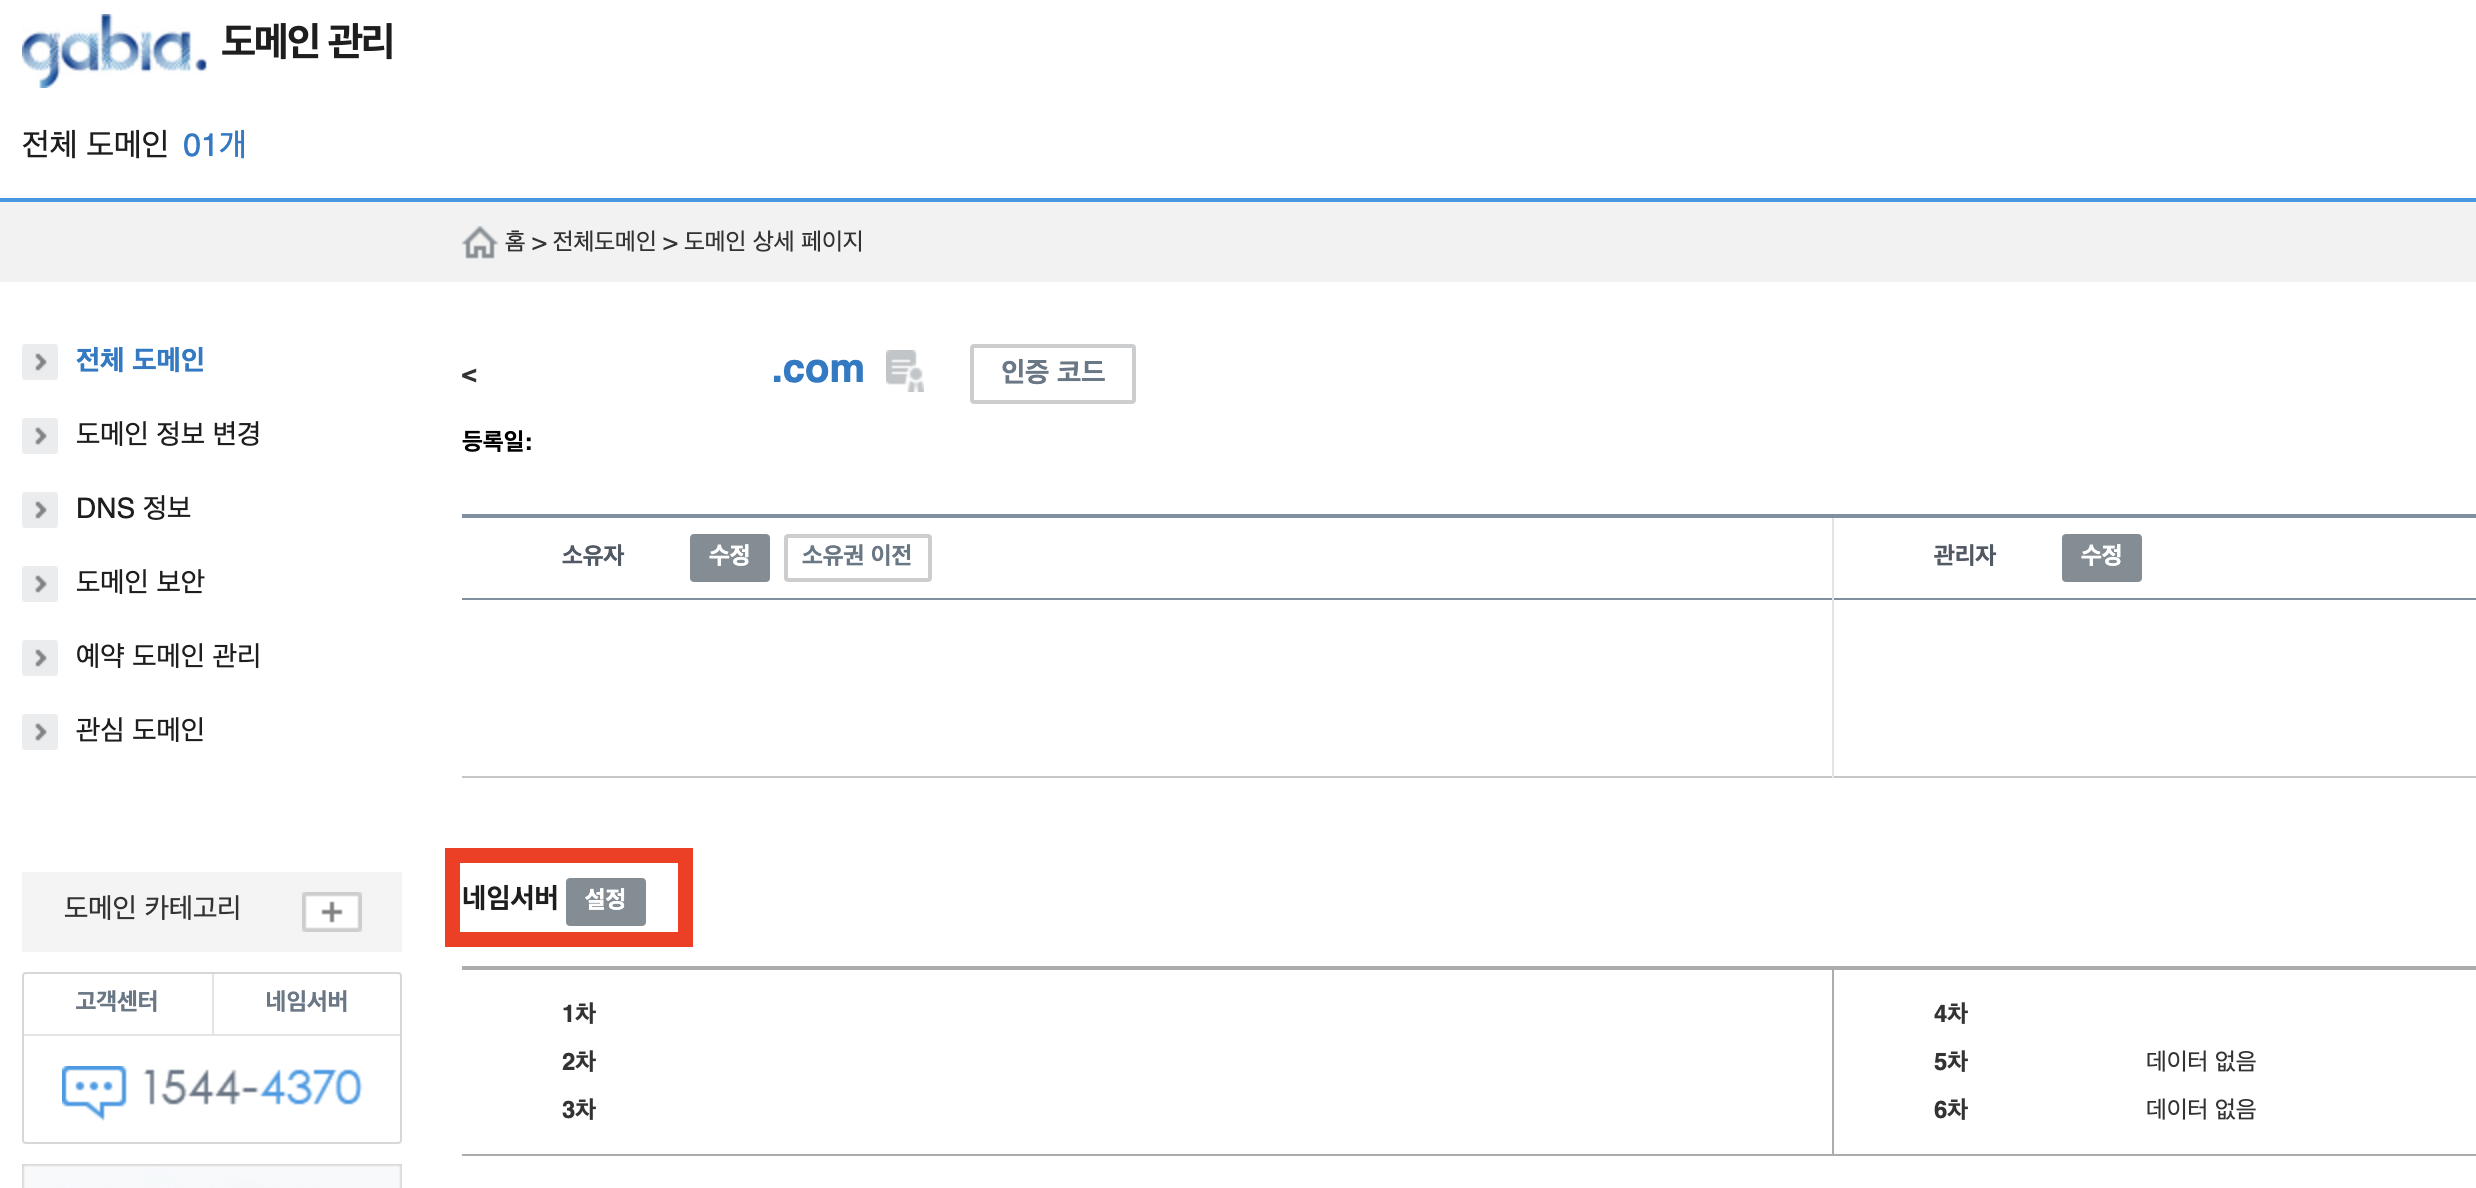 gabia. 도메인 관리
전체 도메인 01개
홈 > 전체도메인 > 도메인 상세 페이지
전체 도메인
도메인 정보 변경
DNS 정보
도메인 보안
예약 도메인 관리
관심 도메인
도메인 카테고리 +
고객센터 네임서버
1544-4370
< .com 인증 코드
등록일:
소유자 수정 소유권 이전 관리자 수정
네임서버 설정
1차 4차
2차 5차 데이터 없음
3차 6차 데이터 없음